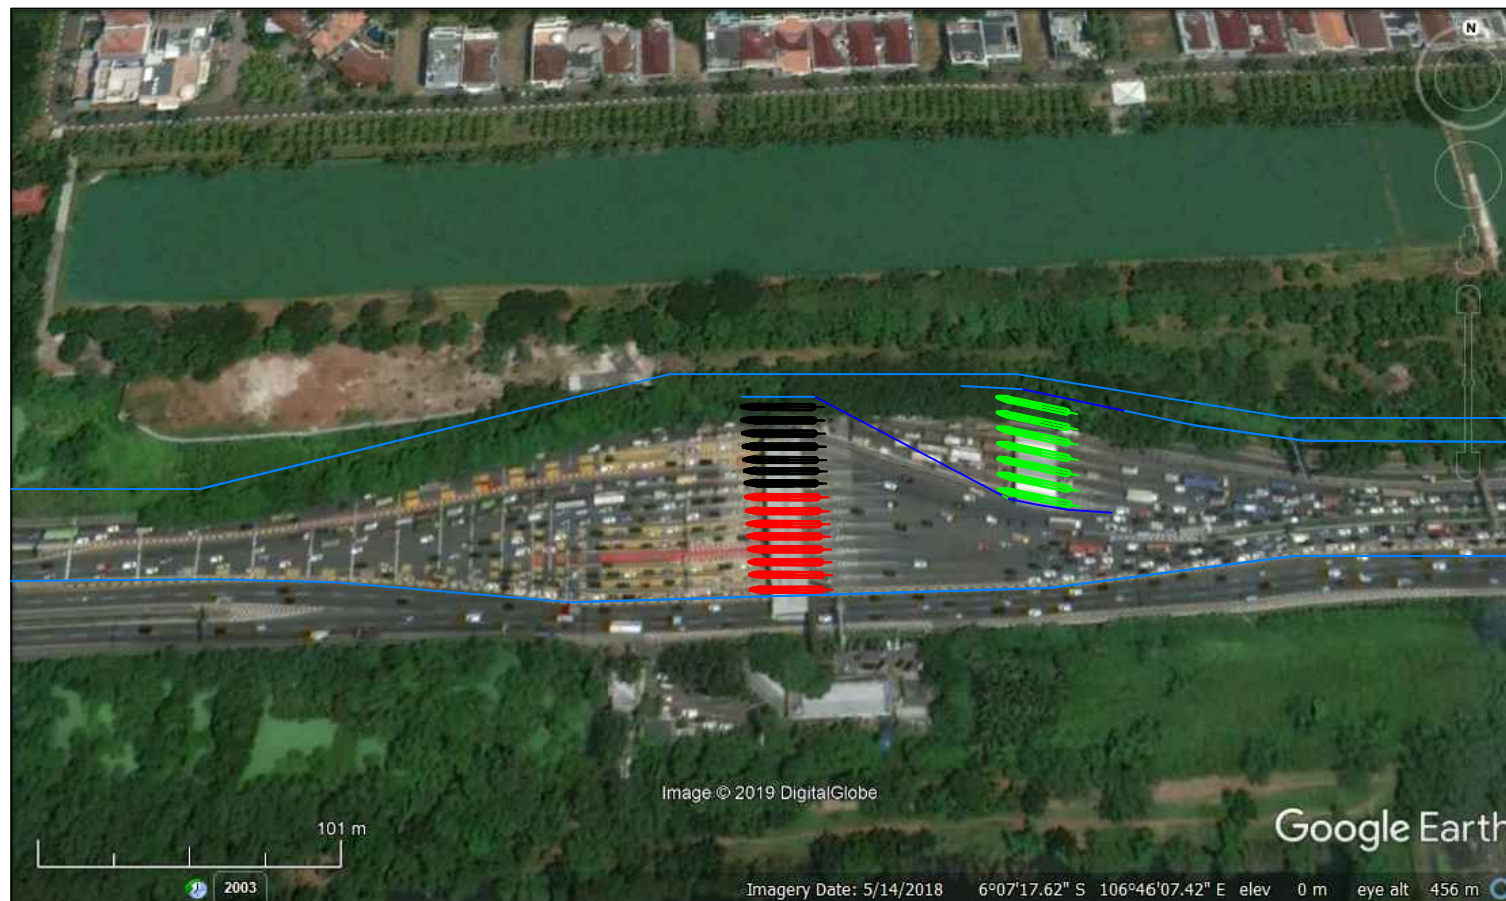 N
Image © 2019 DigitalGlobe
101 m
Google Earth
2003
Imagery Date: 5/14/2018 6°07'17.62" S 106°46'07.42" E elev 0 m eye alt 456 m